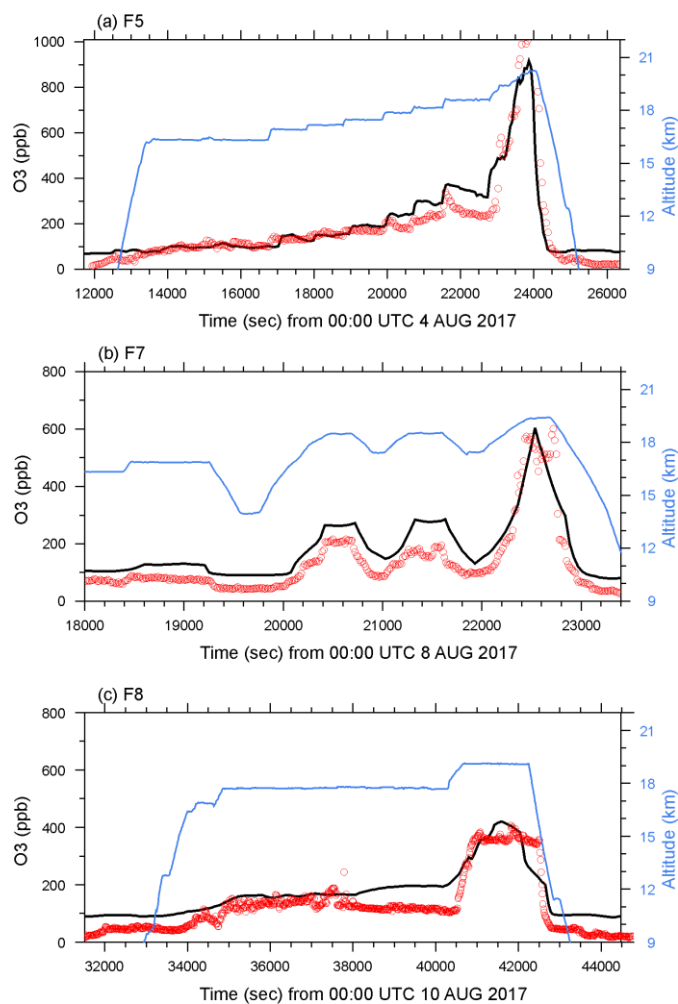 (a) F5
1000
800
600
400
200
0
O3 (ppb)
21
18
15
12
9
Altitude (km)
12000 14000 16000 18000 20000 22000 24000 26000
Time (sec) from 00:00 UTC 4 AUG 2017
(b) F7
800
600
400
200
0
O3 (ppb)
21
18
15
12
9
Altitude (km)
18000 19000 20000 21000 22000 23000
Time (sec) from 00:00 UTC 8 AUG 2017
(c) F8
800
600
400
200
0
O3 (ppb)
21
18
15
12
9
Altitude (km)
32000 34000 36000 38000 40000 42000 44000
Time (sec) from 00:00 UTC 10 AUG 2017